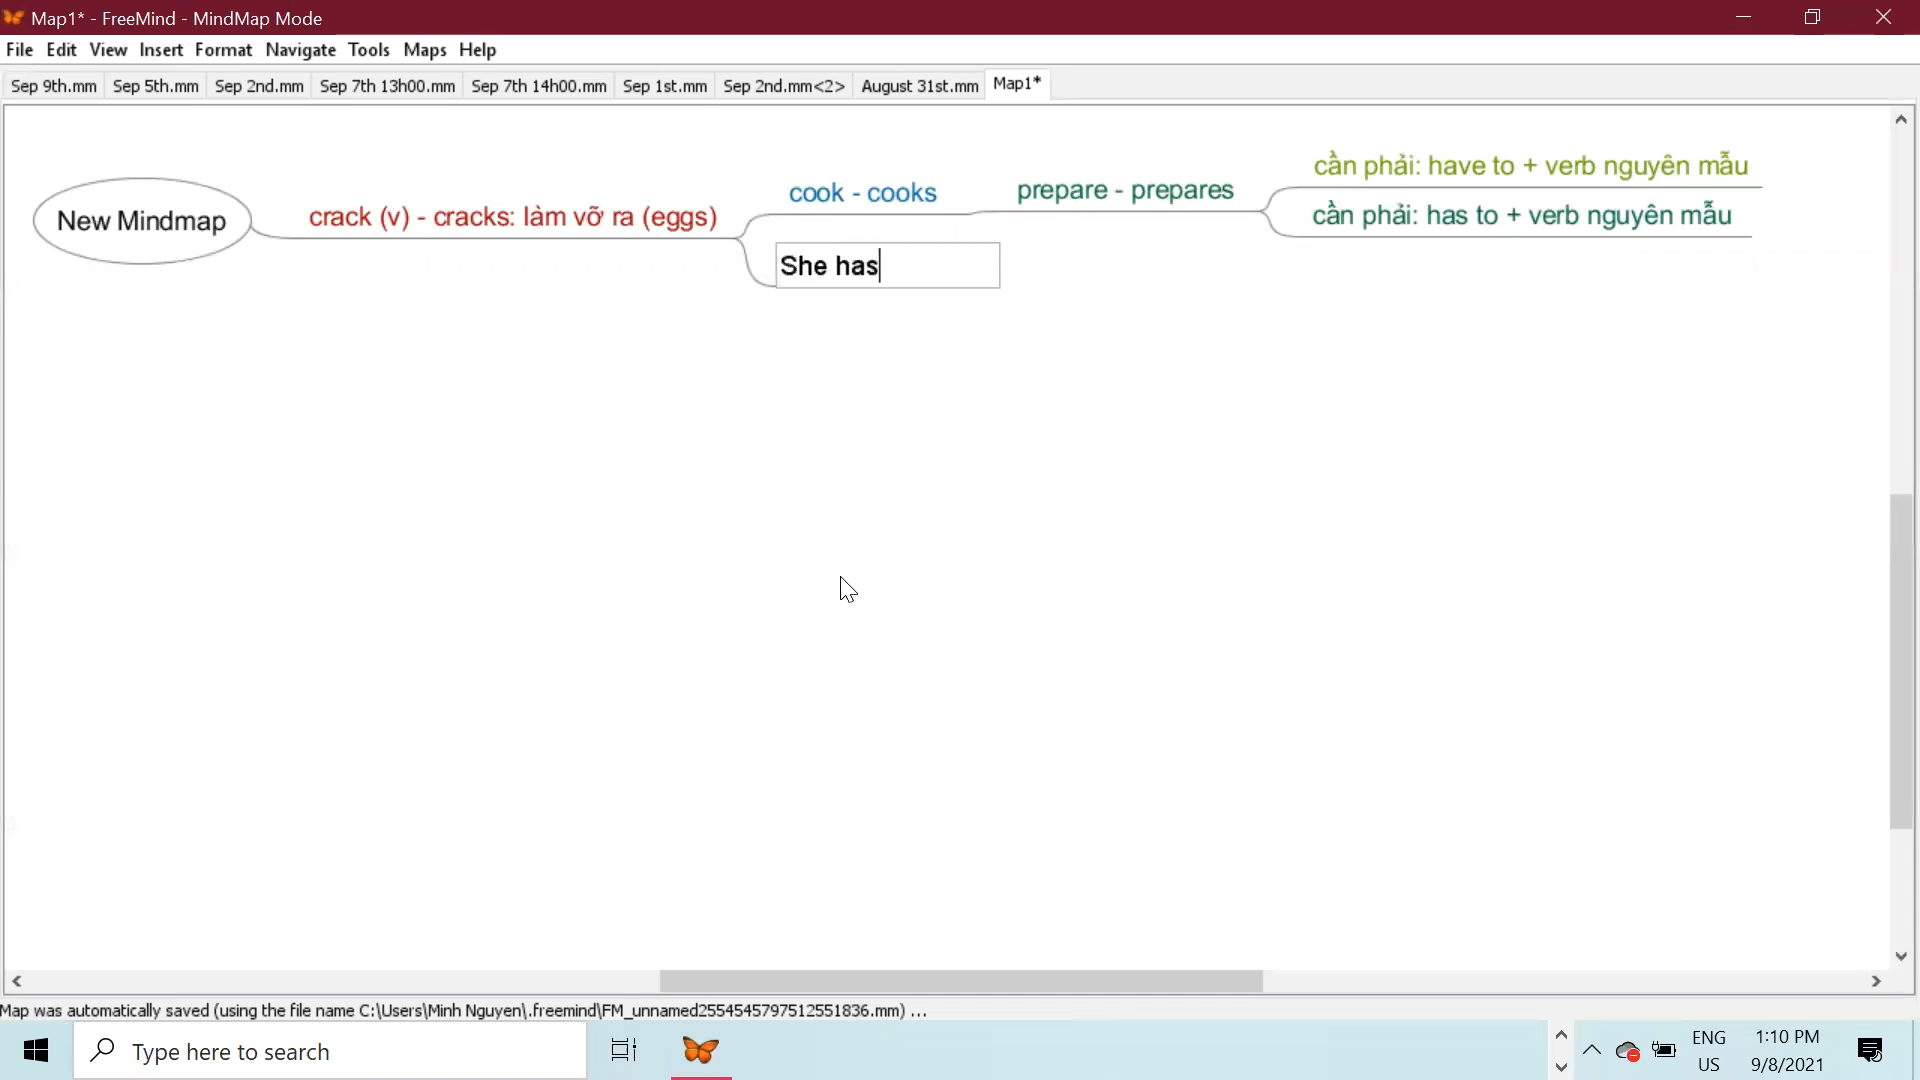 Map1* - FreeMind - MindMap Mode
File Edit View Insert Format Navigate Tools Maps Help
Sep 9th.mm Sep 5th.mm Sep 2nd.mm Sep 7th 13h00.mm Sep 7th 14h00.mm Sep 1st.mm Sep 2nd.mm<2> August 31st.mm Map1*
New Mindmap
crack (v) - cracks: làm vỡ ra (eggs)
cook - cooks
prepare - prepares
cần phải: have to + verb nguyên mẫu
cần phải: has to + verb nguyên mẫu
She has
Map was automatically saved (using the file name C:\Users\Minh Nguyen\.freemind\FM_unnamed2554545797512551836.mm) ...
Type here to search
ENG
US
1:10 PM
9/8/2021